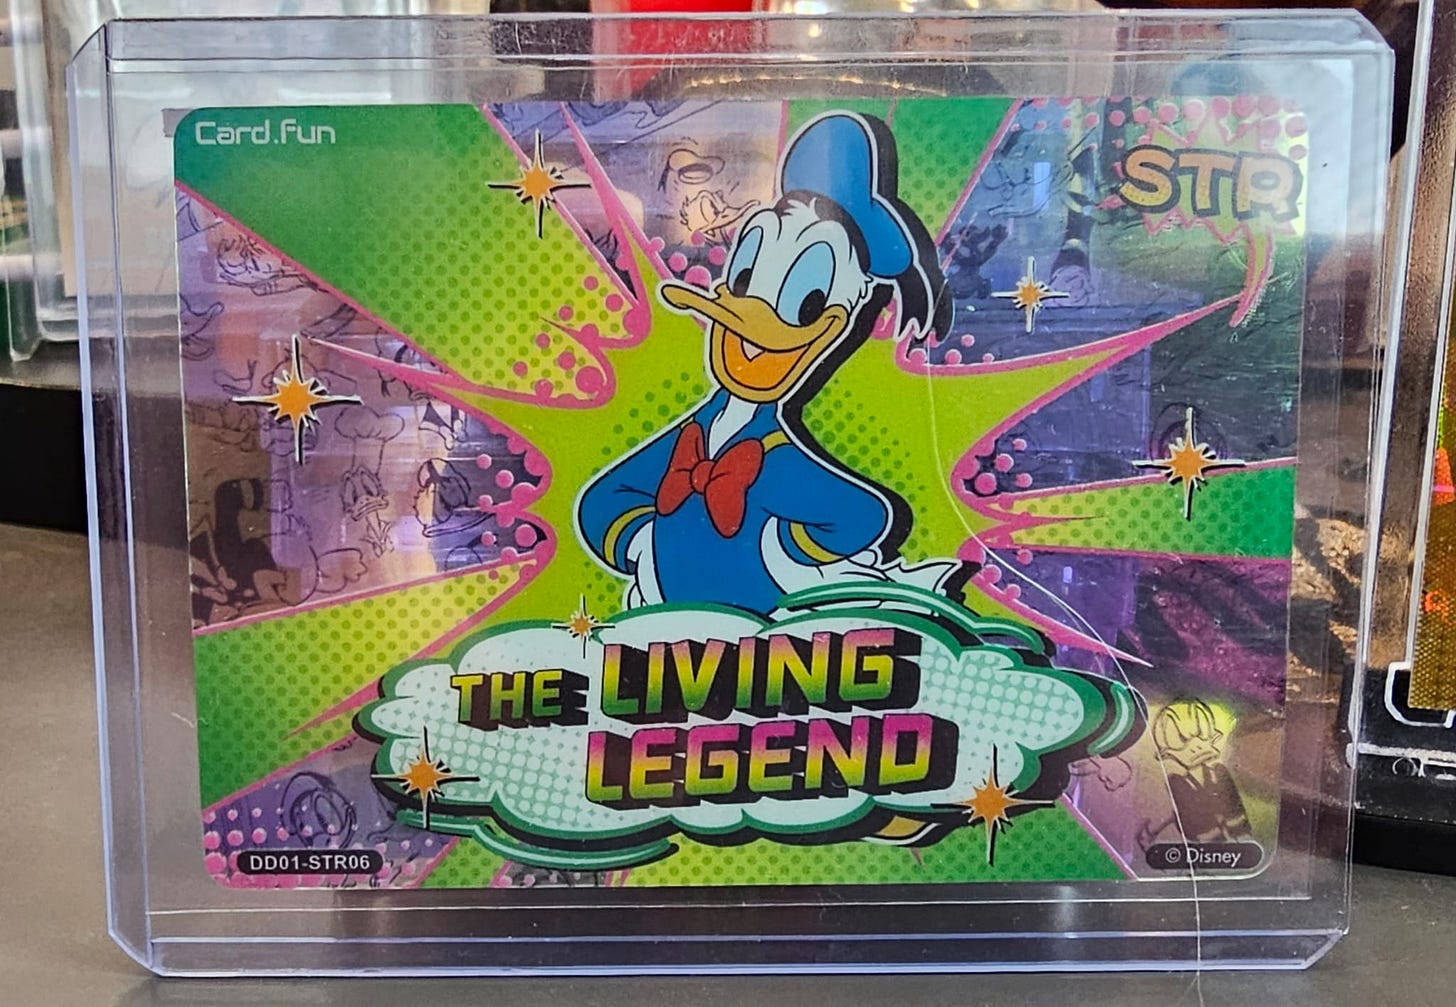 Card.fun
STR
THE LIVING
LEGEND
DD01-STR06
© Disney